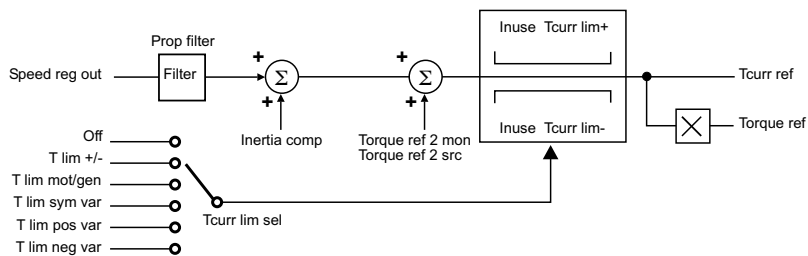 Prop filter
Speed reg out
Filter
+
+
Σ
Inertia comp
+
+
Σ
Torque ref 2 mon
Torque ref 2 src
Inuse Tcurr lim+
Inuse Tcurr lim-
Tcurr ref
Torque ref
Off
T lim +/-
T lim mot/gen
T lim sym var
T lim pos var
T lim neg var
Tcurr lim sel